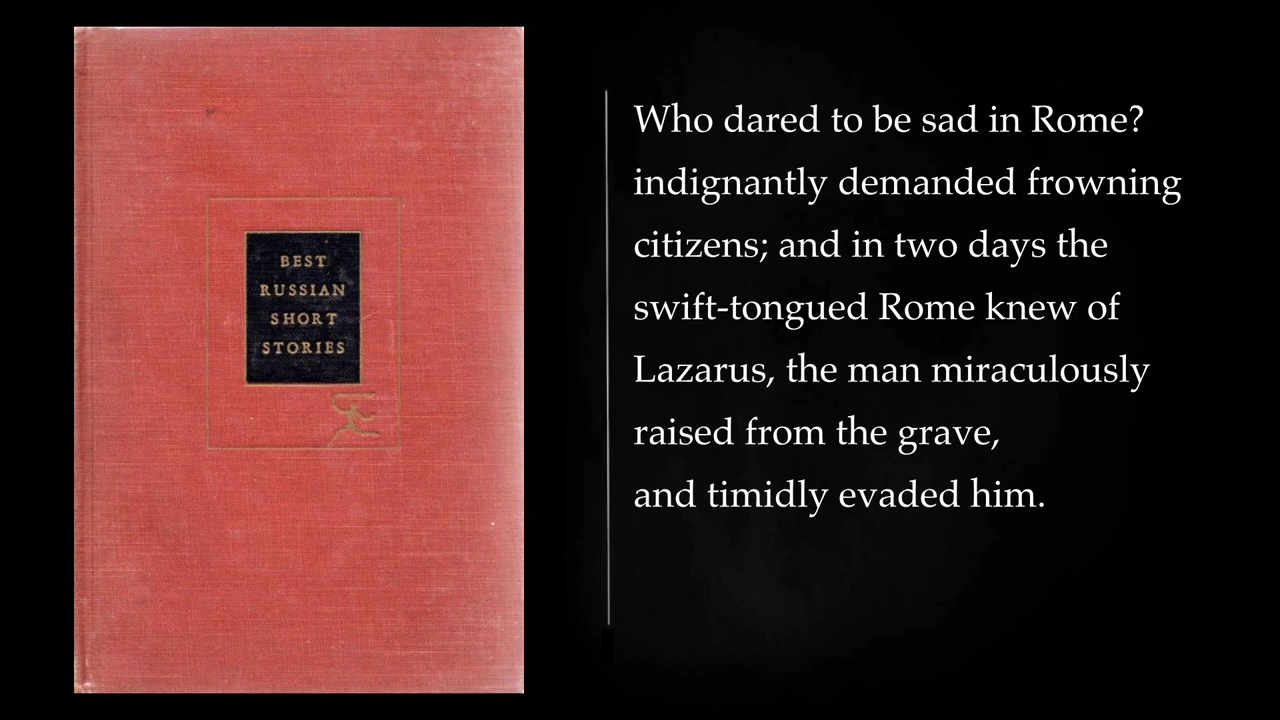 BEST
RUSSIAN
SHORT
STORIES
Who dared to be sad in Rome?
indignantly demanded frowning
citizens; and in two days the
swift-tongued Rome knew of
Lazarus, the man miraculously
raised from the grave,
and timidly evaded him.